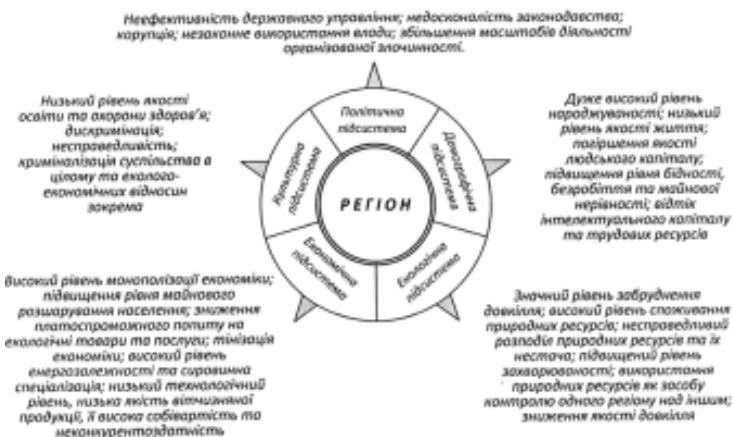 Неефективність державного управління; недосконалість законодавства;
корупція; незаконне використання влади; збільшення масштабів діяльності
організованої злочинності.
Низький рівень якості
освіти та охорани здоров'я;
дискримінація;
несправедливість;
криміналізація суспільства в
цілому та еколого-
економічних відносин
зокрема
Політична
підсистема
Культурна
підсистема
Демографічна
підсистема
РЕГІОН
Економічна
підсистема
Екологічна
підсистема
Дуже високий рівень
народжуваності; низький
рівень якості життя;
погіршення якості
людського капіталу;
підвищення рівня бідності,
безробіття та майнової
нерівності; відтік
інтелектуального капіталу
та трудових ресурсів
Високий рівень монополізації економіки;
підвищення рівня майнового
розшарування населення; зниження
платоспроможного попиту на
екологічні товари та послуги; тінізація
економіки; високий рівень
енергозалежності та сировинна
спеціалізація; низький технологічний
рівень, низька якість вітчизняної
продукції, її висока собівартість та
неконкурентоздатність
Значний рівень забруднення
довкілля; високий рівень споживання
природних ресурсів; несправедливий
розподіл природних ресурсів та їх
нестача; підвищений рівень
захворюваності; використання
природних ресурсів як засобу
контролю одного регіону над іншим;
зниження якості довкілля